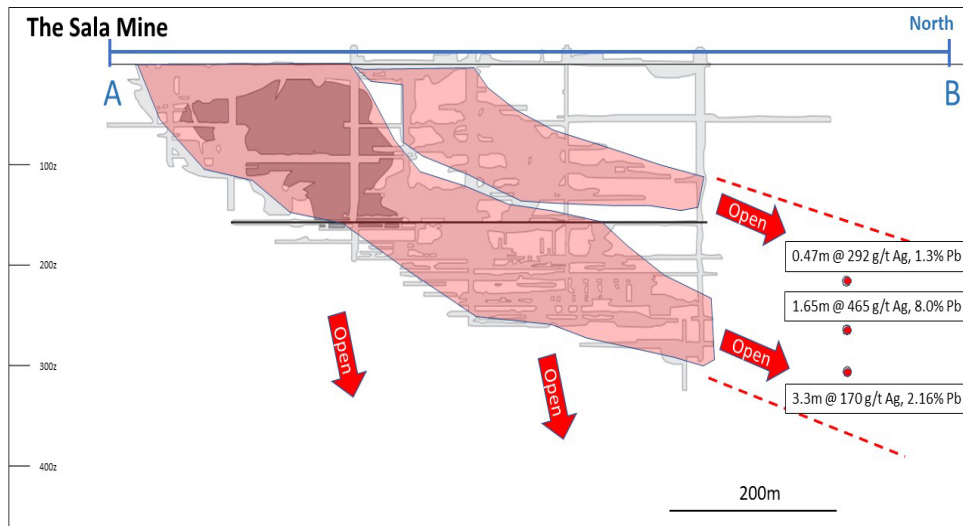 The Sala Mine
North
A
B
100z
200z
300z
400z
Open
Open
Open
Open
0.47m @ 292 g/t Ag, 1.3% Pb
1.65m @ 465 g/t Ag, 8.0% Pb
3.3m @ 170 g/t Ag, 2.16% Pb
200m